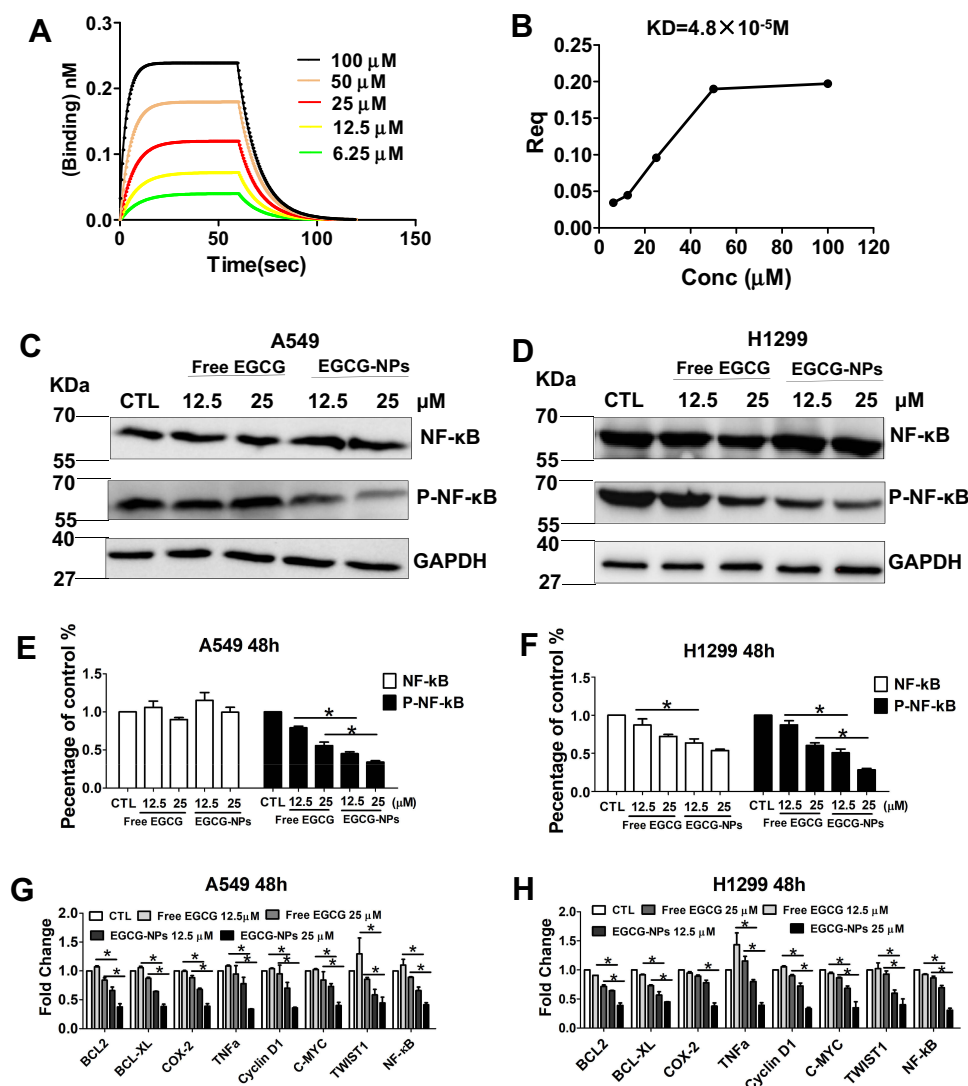 A
(Binding) nM
0.3
0.2
0.1
0.0
0
50
100
150
Time(sec)
100 μM
50 μM
25 μM
12.5 μM
6.25 μM
B
KD=4.8×10-5M
Req
0.25
0.20
0.15
0.10
0.05
0.00
0 20 40 60 80 100 120
Conc (μM)
C
A549
Free EGCG EGCG-NPs
KDa
CTL 12.5 25 12.5 25 μM
70
NF-κB
55
70
P-NF-κB
55
40
GAPDH
27
D
H1299
Free EGCG EGCG-NPs
KDa
CTL 12.5 25 12.5 25 μM
70
NF-κB
55
70
P-NF-κB
55
40
GAPDH
27
E
A549 48h
Pecentage of control %
1.5
1.0
0.5
0.0
NF-kB
P-NF-kB
* *
CTL 12.5 25 12.5 25 CTL 12.5 25 12.5 25 (μM)
Free EGCG EGCG-NPs Free EGCG EGCG-NPs
F
H1299 48h
Pecentage of control %
1.5
1.0
0.5
0.0
NF-kB
P-NF-kB
* * *
CTL 12.5 25 12.5 25 CTL 12.5 25 12.5 25 (μM)
Free EGCG EGCG-NPs Free EGCG EGCG-NPs
G
A549 48h
Fold Change
2.0
1.5
1.0
0.5
0.0
CTL Free EGCG 12.5μM Free EGCG 25 μM
EGCG-NPs 12.5 μM EGCG-NPs 25 μM
* * * * * * * * * * * * * * * *
BCL2 BCL-XL COX-2 TNFa Cyclin D1 C-MYC TWIST1 NF-κB
H
H1299 48h
Fold Change
2.0
1.5
1.0
0.5
0.0
CTL Free EGCG 25 μM Free EGCG 12.5 μM
EGCG-NPs 12.5 μM EGCG-NPs 25 μM
* * * * * * * * * * * * * * *
BCL2 BCL-XL COX-2 TNFa Cyclin D1 C-MYC TWIST1 NF-κB